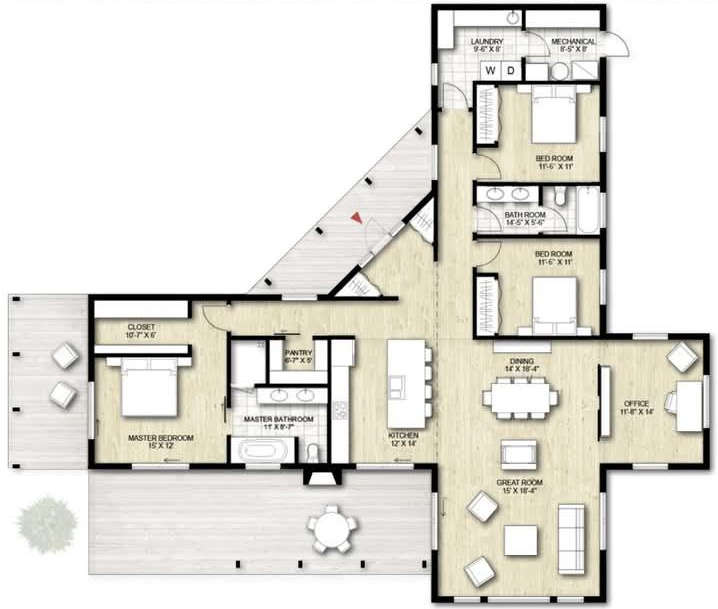 LAUNDRY
9'-6" X 8'
MECHANICAL
8'-5" X 8'
W D
BED ROOM
11'-6" X 11'
BATH ROOM
14'-5" X 5'-6"
BED ROOM
11'-6" X 11'
CLOSET
10'-7" X 6'
PANTRY
6'-7" X 5'
DINING
14' X 18'-4"
OFFICE
11'-8" X 14'
MASTER BATHROOM
11' X 8'-7"
MASTER BEDROOM
15' X 12'
KITCHEN
12' X 14'
GREAT ROOM
15' X 18'-4"